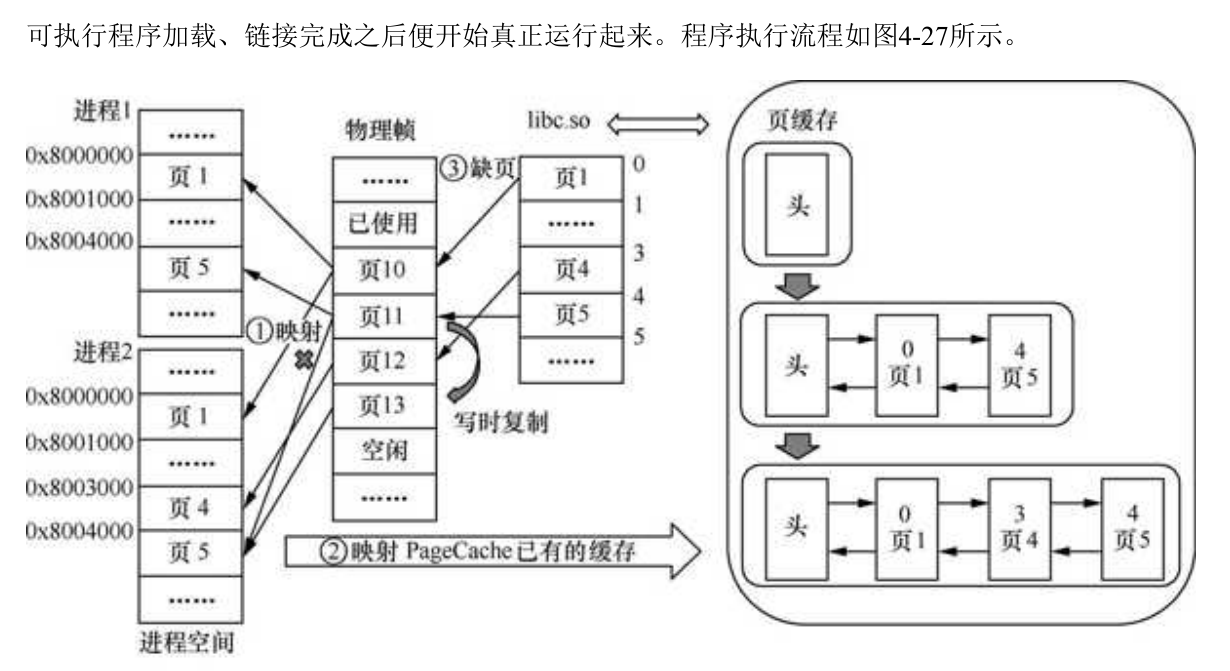 可执行程序加载、链接完成之后便开始真正运行起来。程序执行流程如图4-27所示。
进程1
……
0x8000000
页 1
0x8001000
……
0x8004000
页 5
……
进程2
……
0x8000000
页 1
0x8001000
……
0x8003000
页 4
0x8004000
页 5
……
进程空间
①映射
物理帧
……
已使用
页10
页11
页12
页13
空闲
……
③缺页
写时复制
libc.so
页1
……
页4
页5
……
0
1
3
4
5
②映射 PageCache已有的缓存
页缓存
头
头
0
页1
4
页5
头
0
页1
3
页4
4
页5